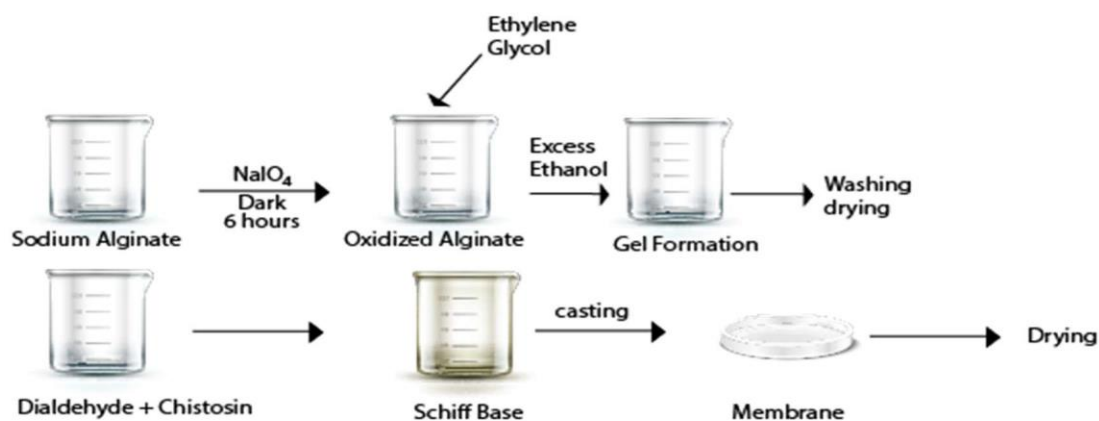 Ethylene
Glycol
NaIO₄
Dark
6 hours
Excess
Ethanol
Washing
drying
Sodium Alginate
Oxidized Alginate
Gel Formation
casting
Drying
Dialdehyde + Chistosin
Schiff Base
Membrane